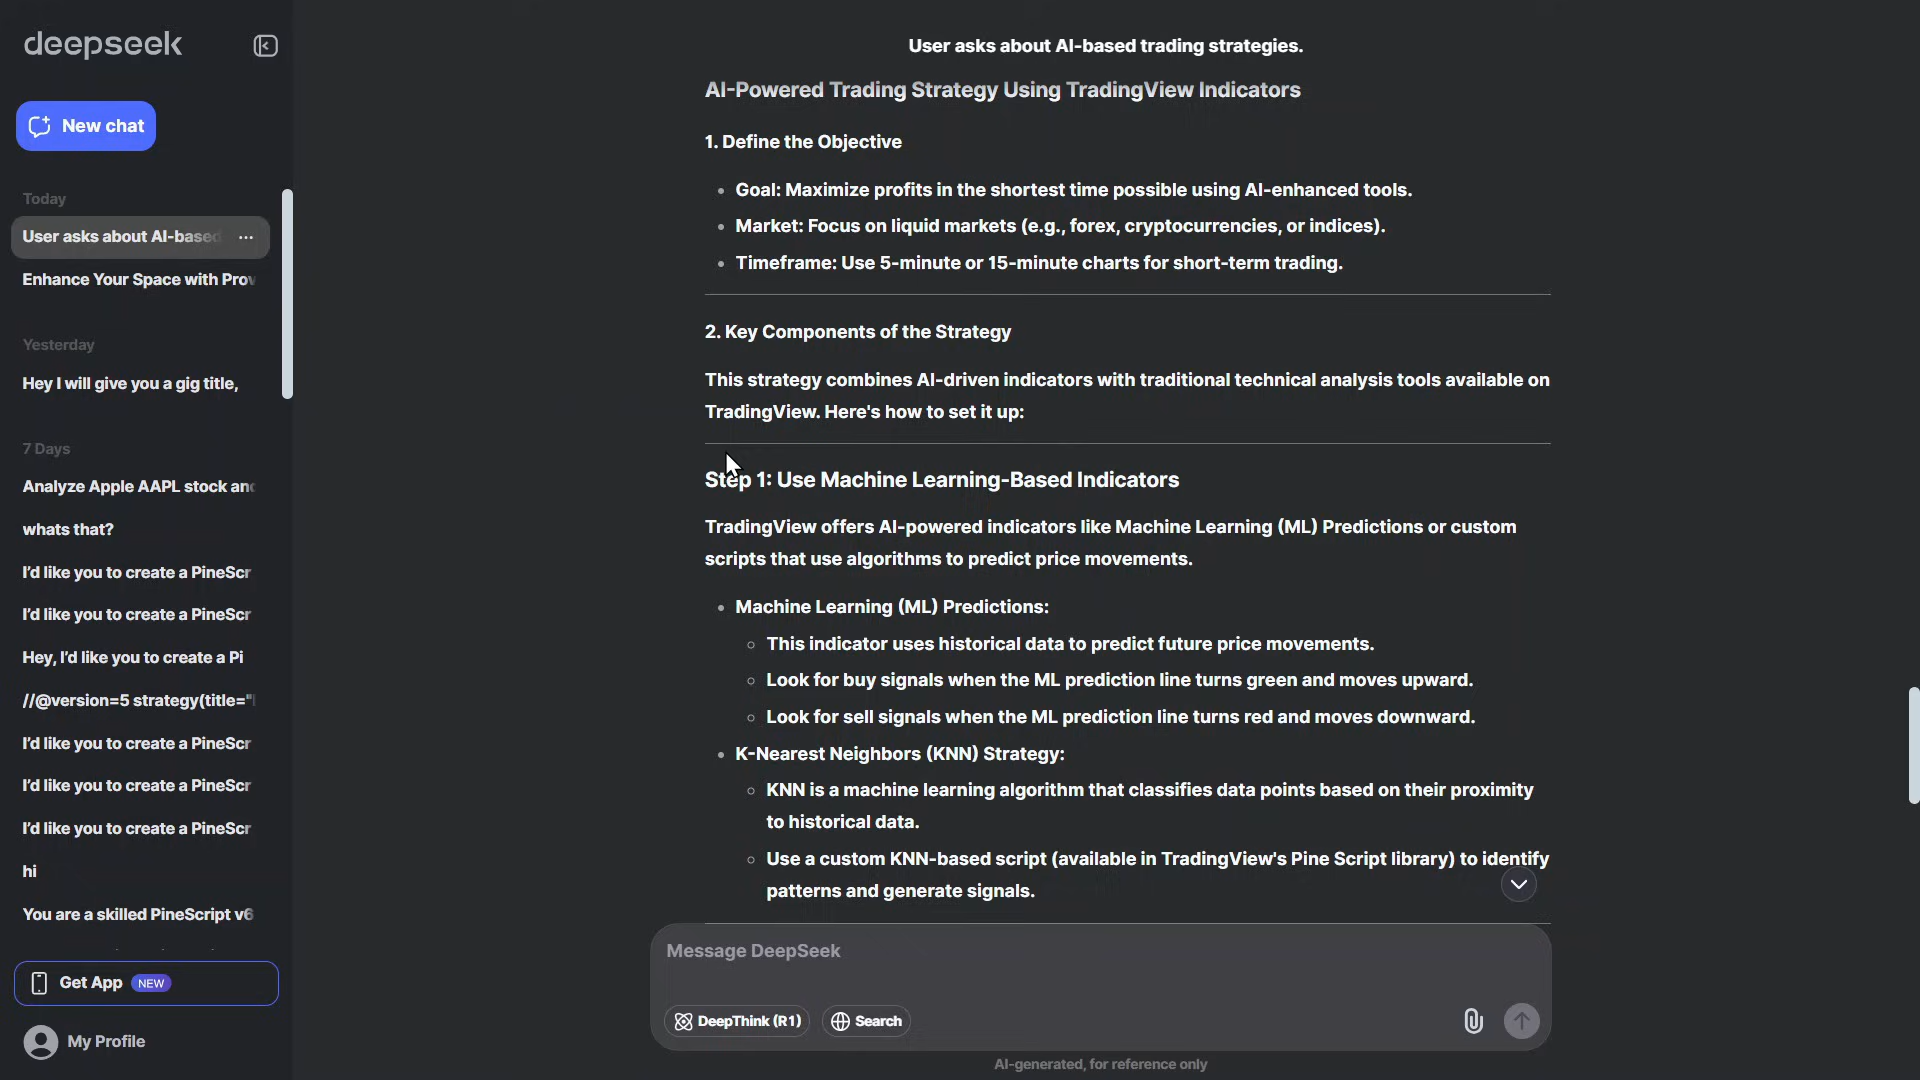 deepseek
New chat
Today
User asks about AI-based
Enhance Your Space with Prov
Yesterday
Hey I will give you a gig title,
7 Days
Analyze Apple AAPL stock and
whats that?
I'd like you to create a PineScr
I'd like you to create a PineScr
Hey, I'd like you to create a Pi
//@version=5 strategy(title="
I'd like you to create a PineScr
I'd like you to create a PineScr
I'd like you to create a PineScr
hi
You are a skilled PineScript v6
Get App NEW
My Profile
User asks about AI-based trading strategies.
AI-Powered Trading Strategy Using TradingView Indicators
1. Define the Objective
Goal: Maximize profits in the shortest time possible using AI-enhanced tools.
Market: Focus on liquid markets (e.g., forex, cryptocurrencies, or indices).
Timeframe: Use 5-minute or 15-minute charts for short-term trading.
2. Key Components of the Strategy
This strategy combines AI-driven indicators with traditional technical analysis tools available on
TradingView. Here's how to set it up:
Step 1: Use Machine Learning-Based Indicators
TradingView offers AI-powered indicators like Machine Learning (ML) Predictions or custom
scripts that use algorithms to predict price movements.
Machine Learning (ML) Predictions:
This indicator uses historical data to predict future price movements.
Look for buy signals when the ML prediction line turns green and moves upward.
Look for sell signals when the ML prediction line turns red and moves downward.
K-Nearest Neighbors (KNN) Strategy:
KNN is a machine learning algorithm that classifies data points based on their proximity
to historical data.
Use a custom KNN-based script (available in TradingView's Pine Script library) to identify
patterns and generate signals.
Message DeepSeek
DeepThink (R1)
Search
AI-generated, for reference only